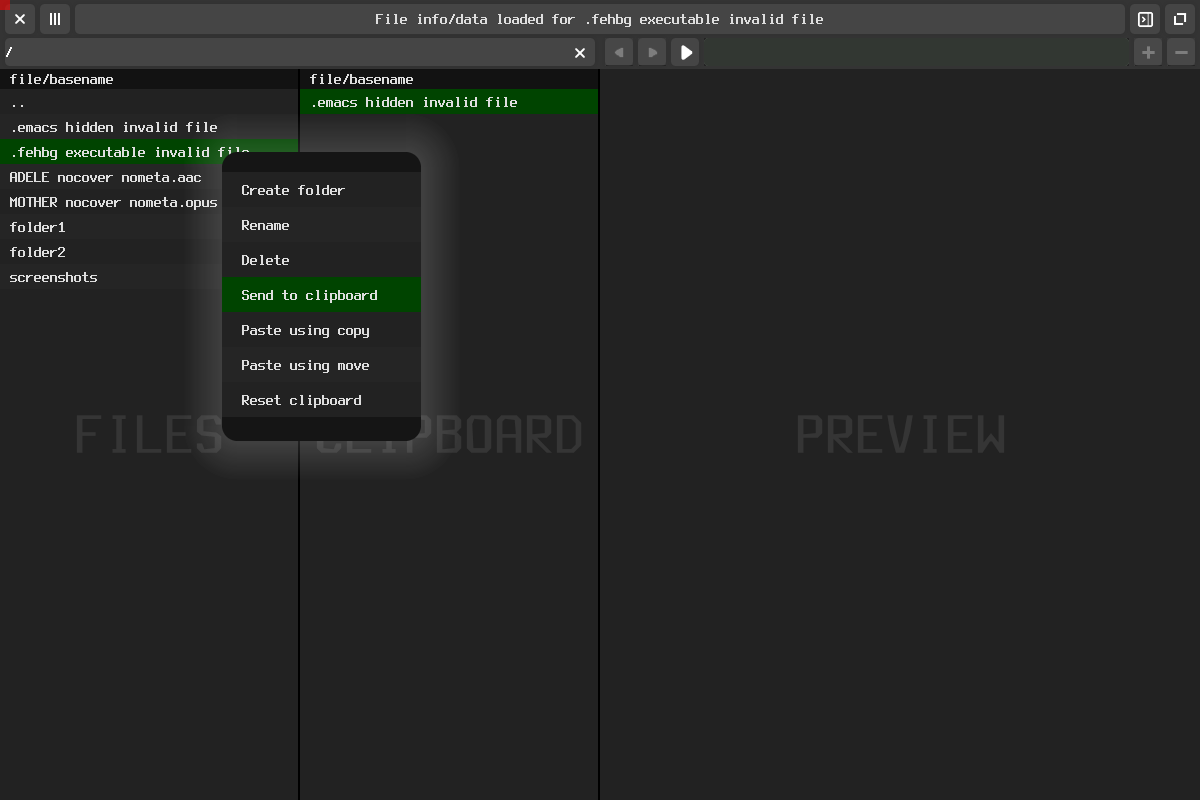 File info/data loaded for .fehbg executable invalid file
/
file/basename
..
.emacs hidden invalid file
.fehbg executable invalid file
ADELE nocover nometa.aac
MOTHER nocover nometa.opus
folder1
folder2
screenshots
file/basename
.emacs hidden invalid file
Create folder
Rename
Delete
Send to clipboard
Paste using copy
Paste using move
Reset clipboard
FILES
CLIPBOARD
PREVIEW